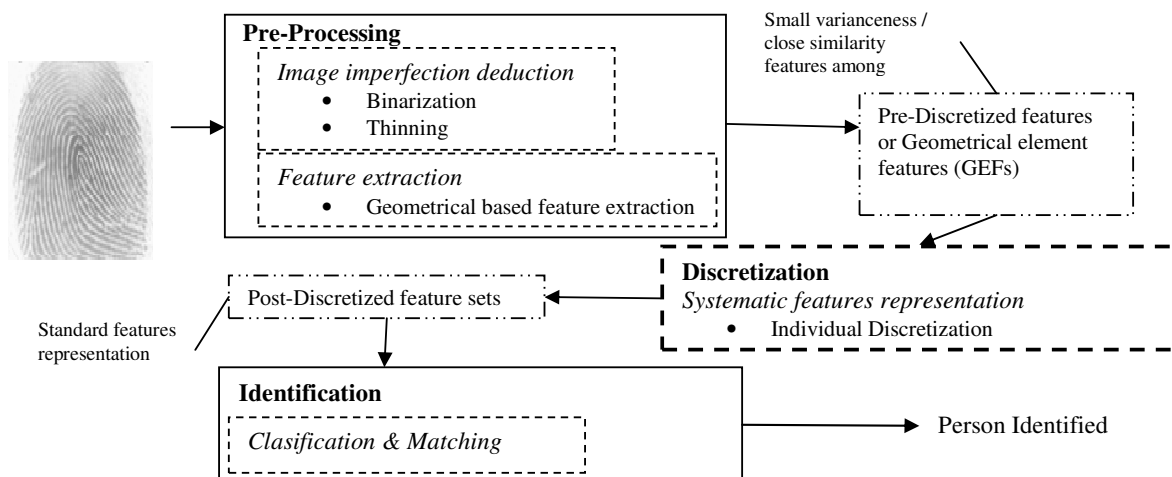 Pre-Processing
Image imperfection deduction
• Binarization
• Thinning
Feature extraction
• Geometrical based feature extraction
Small varianceness /
close similarity
features among
Pre-Discretized features
or Geometrical element
features (GEFs)
Discretization
Systematic features representation
• Individual Discretization
Post-Discretized feature sets
Standard features
representation
Identification
Clasification & Matching
Person Identified